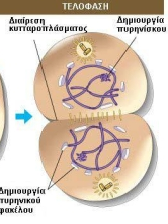 ΤΕΛΟΦΑΣΗ
Διαίρεση
κυτταροπλάσματος
Δημιουργία
πυρηνίσκου
Δημιουργία
πυρηνικού
φακέλου